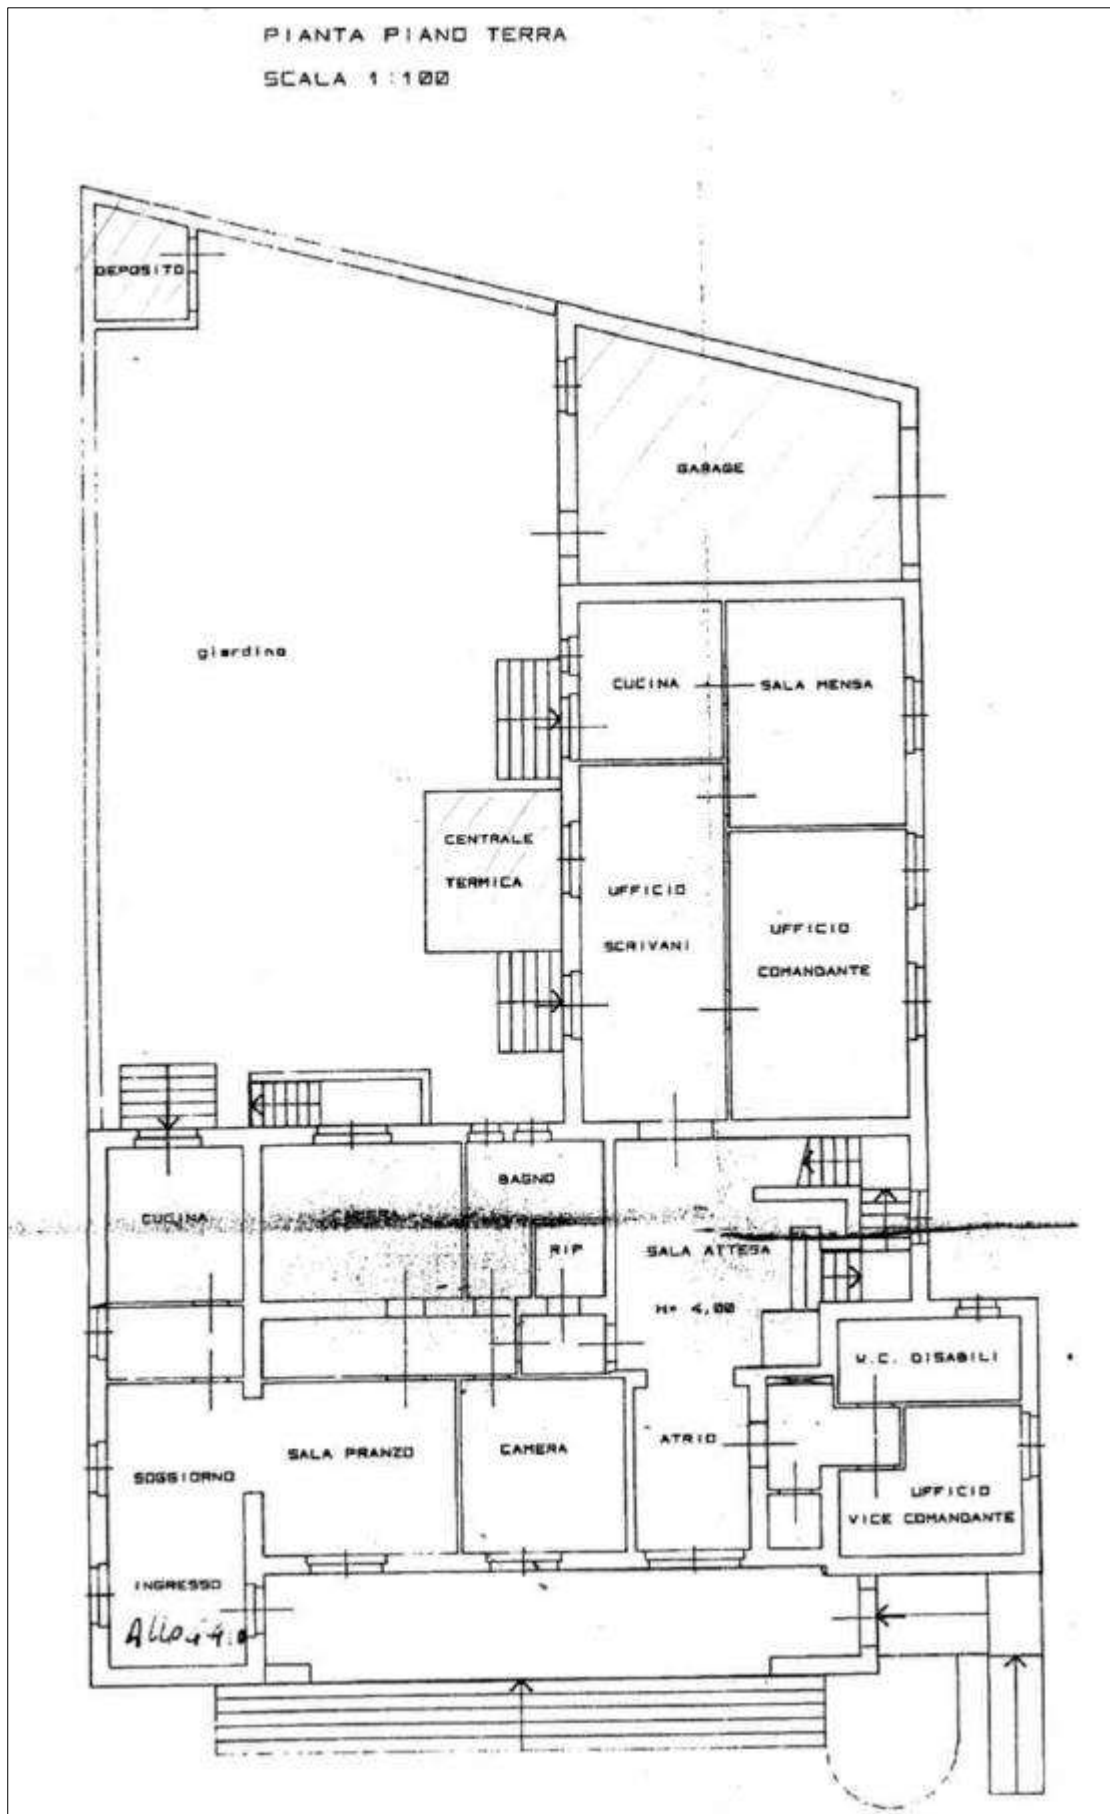 PIANTA PIANO TERRA
SCALA 1:100
DEPOSITO
GARAGE
giardino
CUCINA
SALA MENSA
CENTRALE
TERMICA
UFFICIO
SCRIVANI
UFFICIO
COMANDANTE
BAGNO
CUCINA
CAMERA
RIP
SALA ATTESA
H= 4,00
W.C. DISABILI
SALA PRANZO
CAMERA
ATRIO
SOGGIORNO
UFFICIO
VICE COMANDANTE
INGRESSO